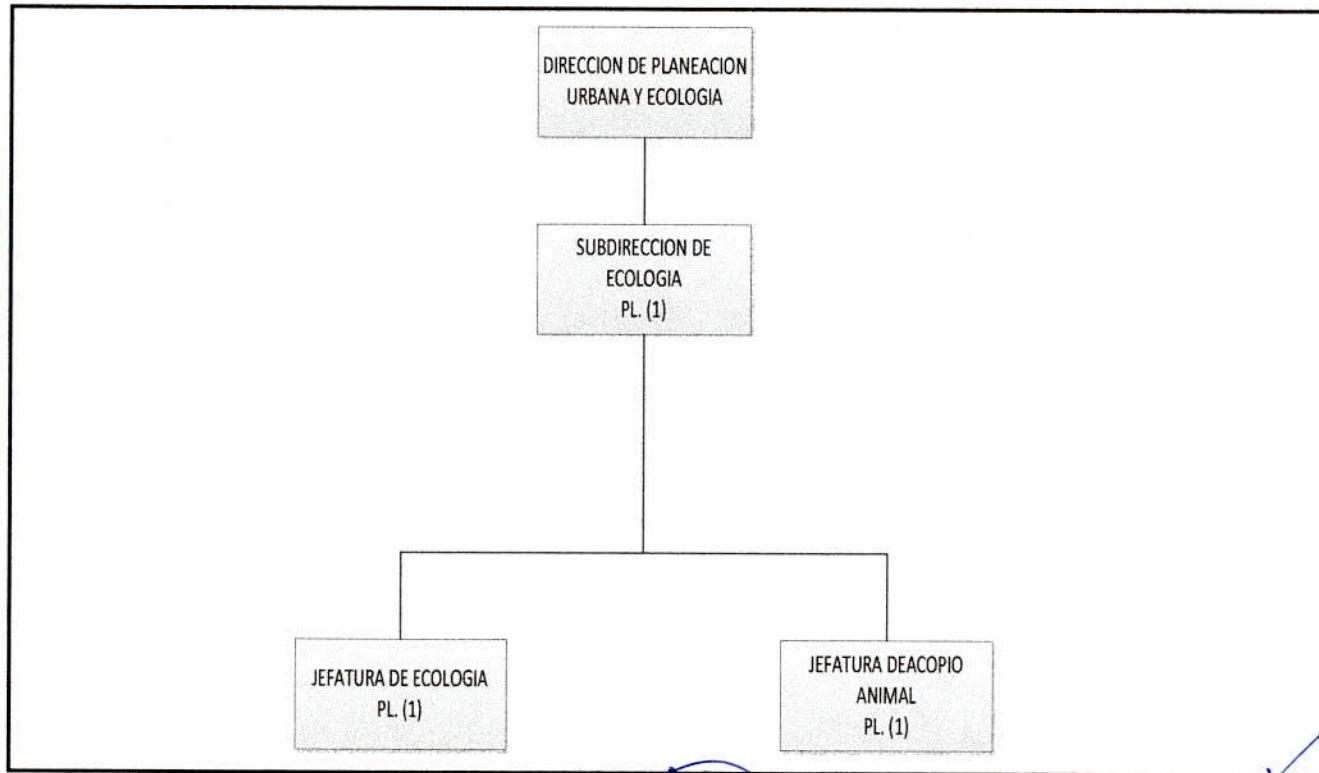 DIRECCION DE PLANEACION
URBANA Y ECOLOGIA
SUBDIRECCION DE
ECOLOGIA
PL. (1)
JEFATURA DE ECOLOGIA
PL. (1)
JEFATURA DEACOPIO
ANIMAL
PL. (1)